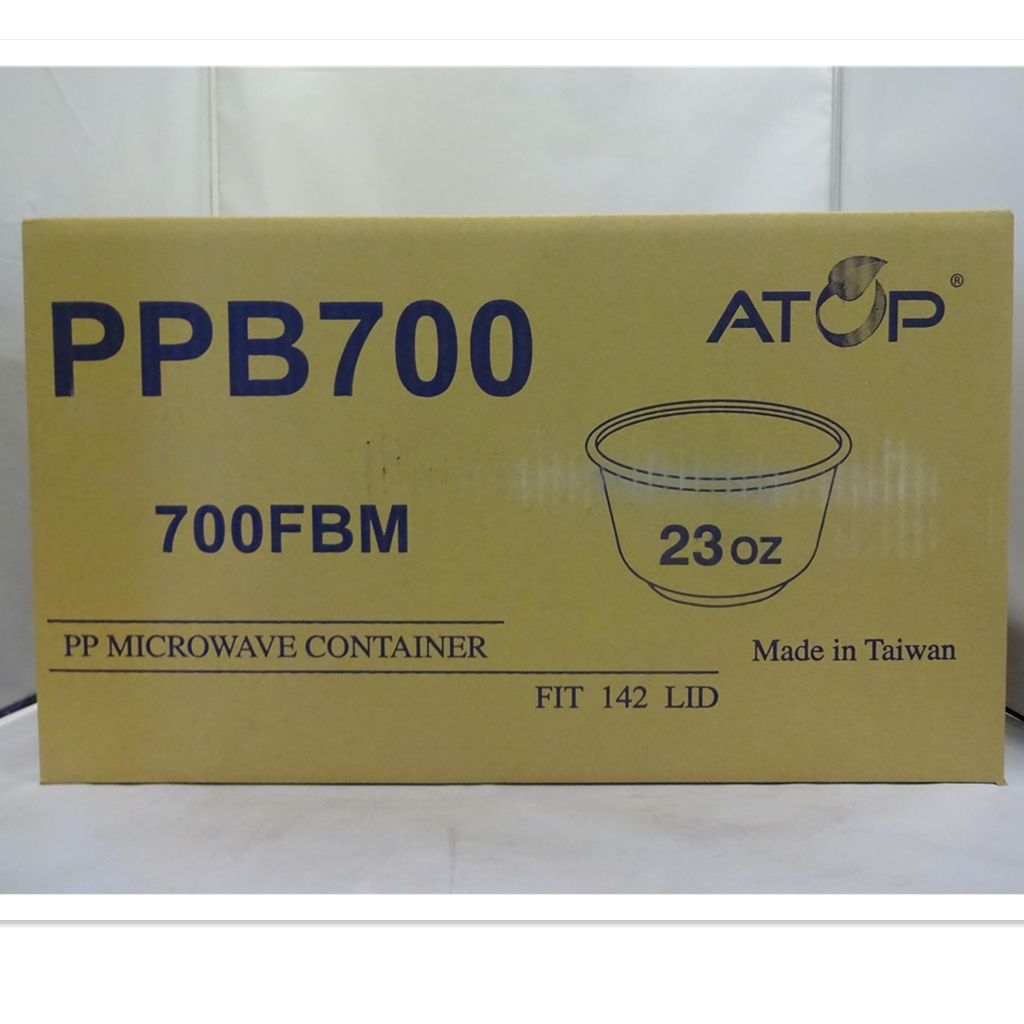 PPB700
ATOP®
700FBM
23 oz
PP MICROWAVE CONTAINER
Made in Taiwan
FIT 142 LID